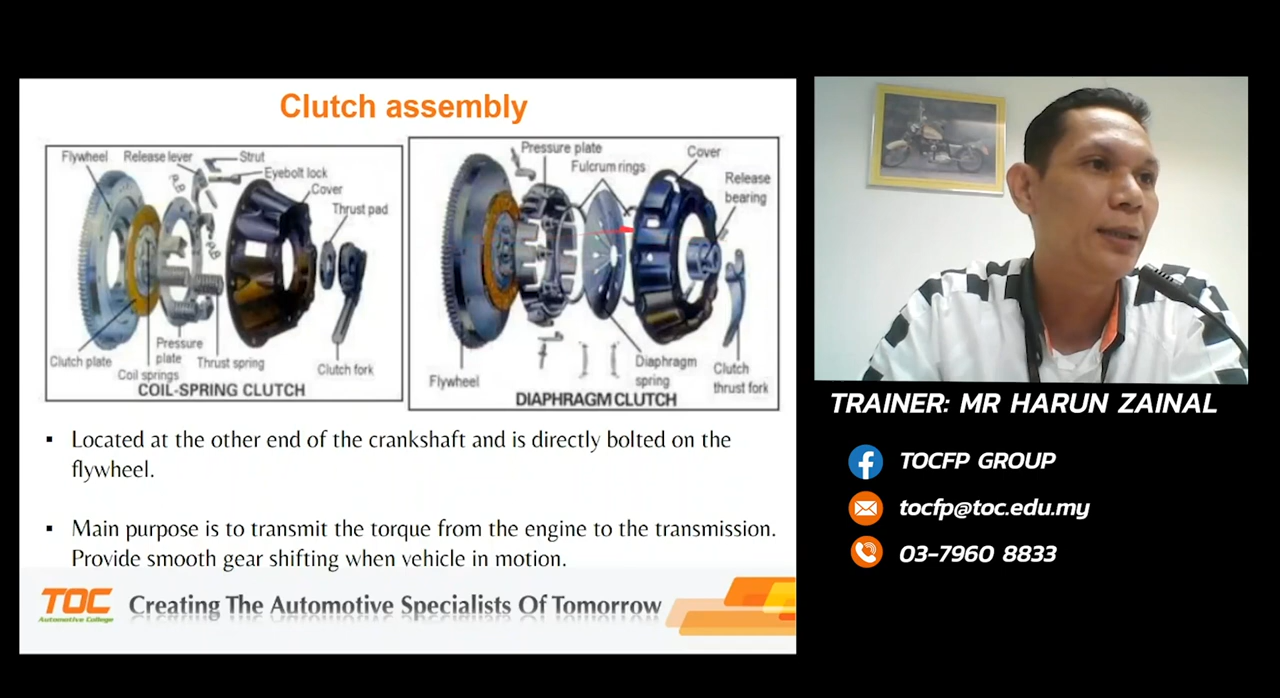 Clutch assembly
Flywheel
Release lever
Strut
Eyebolt lock
Cover
Thrust pad
Clutch plate
Coil springs
Pressure
plate
Thrust spring
Clutch fork
COIL-SPRING CLUTCH
Pressure plate
Fulcrum rings
Cover
Release
bearing
Flywheel
Diaphragm
spring
Clutch
thrust fork
DIAPHRAGM CLUTCH
▪ Located at the other end of the crankshaft and is directly bolted on the
flywheel.
▪ Main purpose is to transmit the torque from the engine to the transmission.
Provide smooth gear shifting when vehicle in motion.
TOC
Automotive College
Creating The Automotive Specialists Of Tomorrow
TRAINER: MR HARUN ZAINAL
TOCFP GROUP
tocfp@toc.edu.my
03-7960 8833